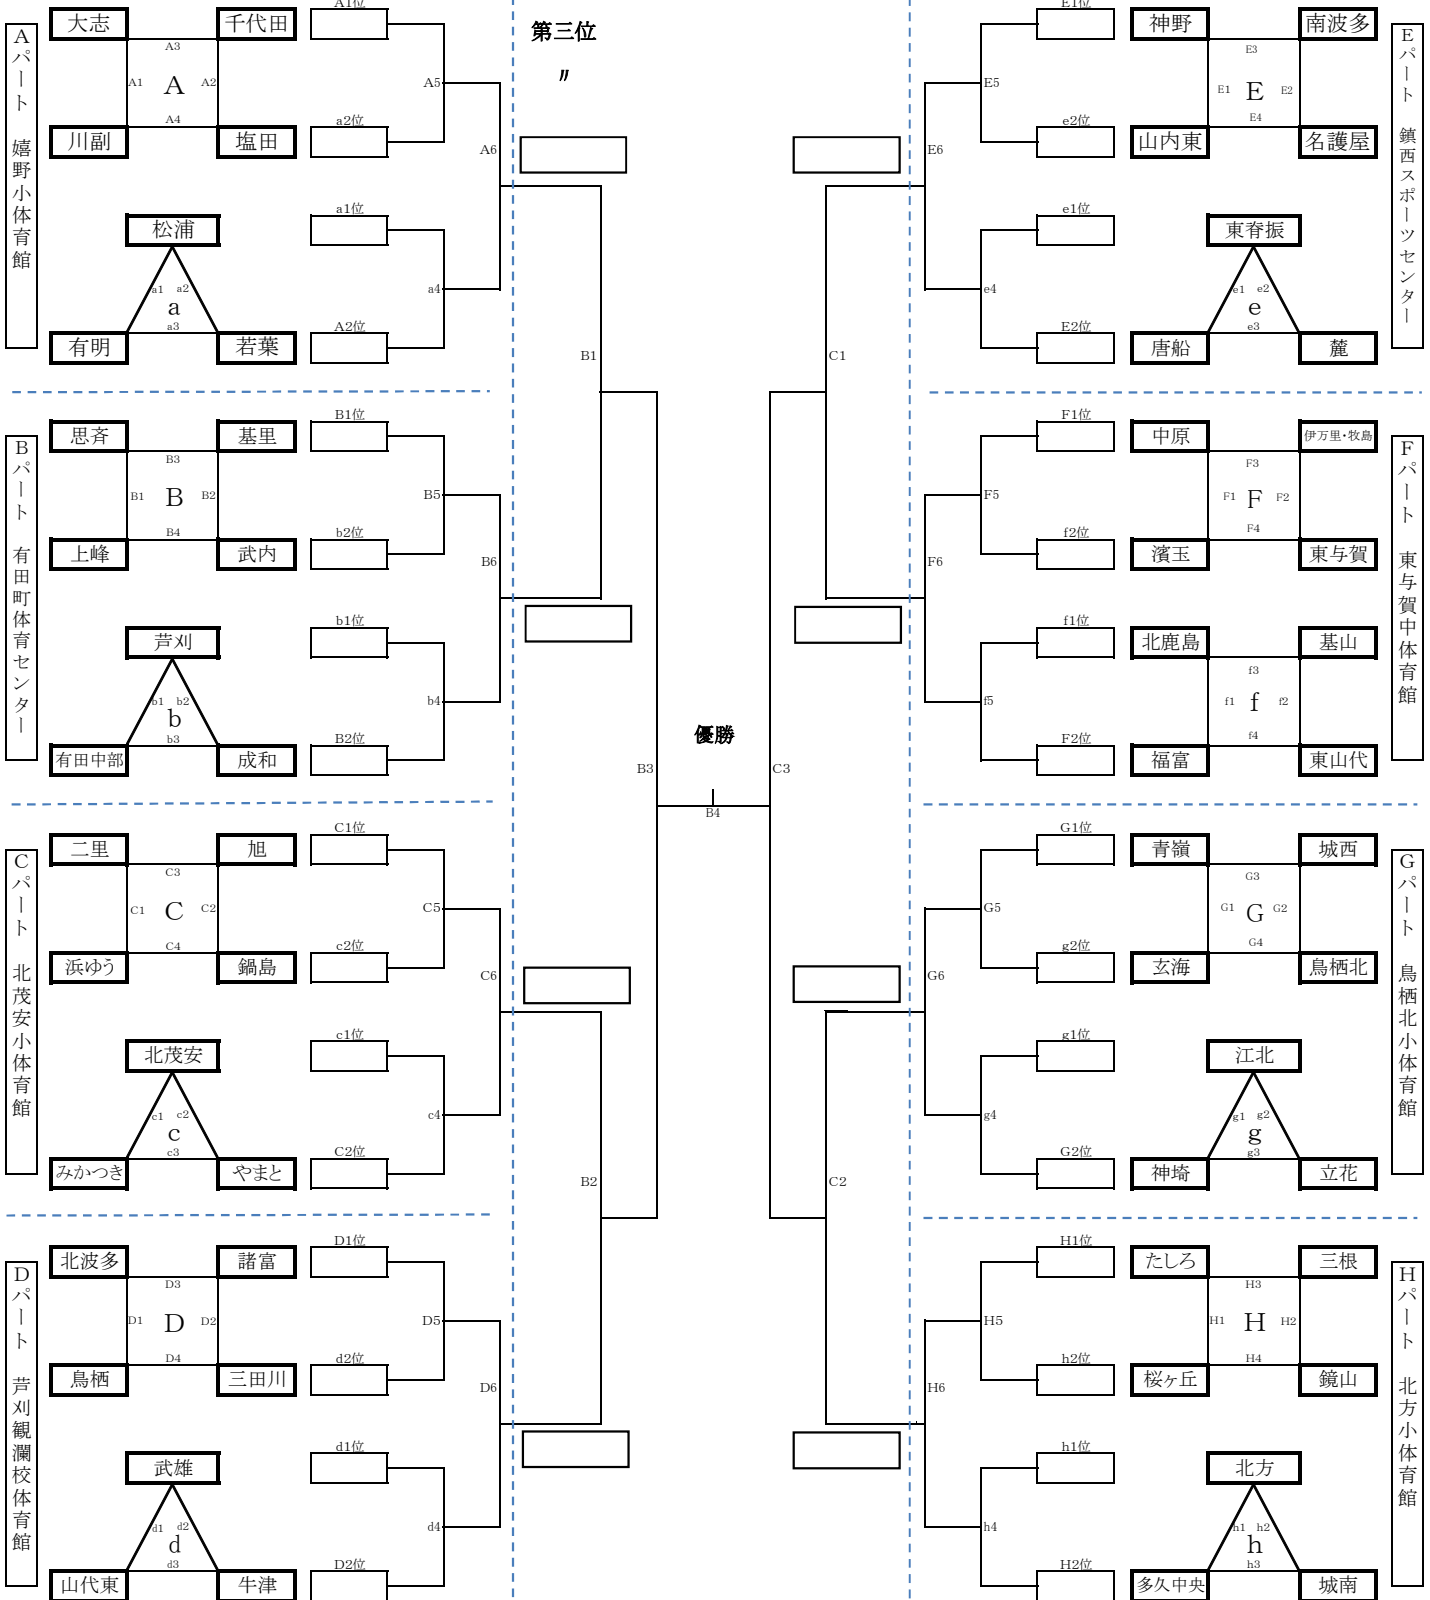 第三位
〃
優勝
B1
B2
B3
B4
C1
C2
C3
Aパート 嬉野小体育館
大志
千代田
A3
A1
A
A2
A4
川副
塩田
松浦
a1
a2
a
a3
有明
若葉
A1位
A5
a2位
A6
a1位
a4
A2位
Bパート 有田町体育センター
思斉
基里
B3
B1
B
B2
B4
上峰
武内
芦刈
b1
b2
b
b3
有田中部
成和
B1位
B5
b2位
B6
b1位
b4
B2位
Cパート 北茂安小体育館
二里
旭
C3
C1
C
C2
C4
浜ゆう
鍋島
北茂安
c1
c2
c
c3
みかつき
やまと
C1位
C5
c2位
C6
c1位
c4
C2位
Dパート 芦刈観瀾校体育館
北波多
諸富
D3
D1
D
D2
D4
鳥栖
三田川
武雄
d1
d2
d
d3
山代東
牛津
D1位
D5
d2位
D6
d1位
d4
D2位
E1位
E5
e2位
E6
e1位
e4
E2位
神野
南波多
E3
E1
E
E2
E4
山内東
名護屋
東脊振
e1
e2
e
e3
唐船
麓
Eパート 鎮西スポーツセンター
F1位
F5
f2位
F6
f1位
f5
F2位
中原
伊万里・牧島
F3
F1
F
F2
F4
濱玉
東与賀
北鹿島
基山
f3
f1
f
f2
f4
福富
東山代
Fパート 東与賀中体育館
G1位
G5
g2位
G6
g1位
g4
G2位
青嶺
城西
G3
G1
G
G2
G4
玄海
鳥栖北
江北
g1
g2
g
g3
神埼
立花
Gパート 鳥栖北小体育館
H1位
H5
h2位
H6
h1位
h4
H2位
たしろ
三根
H3
H1
H
H2
H4
桜ヶ丘
鏡山
北方
h1
h2
h
h3
多久中央
城南
Hパート 北方小体育館